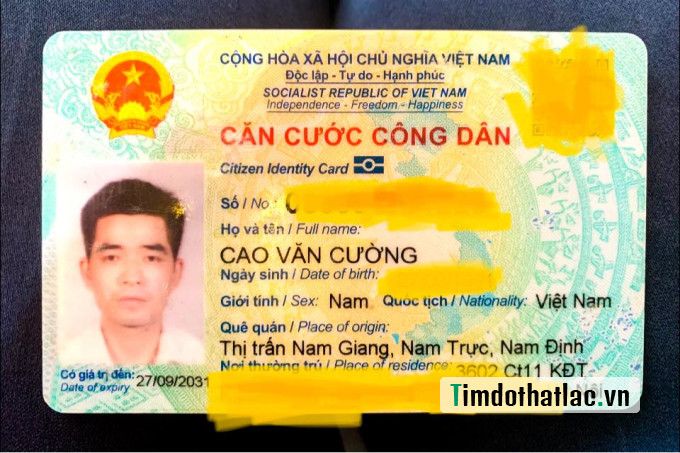 CỘNG HÒA XÃ HỘI CHỦ NGHĨA VIỆT NAM
Độc lập - Tự do - Hạnh phúc
SOCIALIST REPUBLIC OF VIET NAM
Independence - Freedom - Happiness
CĂN CƯỚC CÔNG DÂN
Citizen Identity Card
Số / No.:
Họ và tên / Full name:
CAO VĂN CƯỜNG
Ngày sinh / Date of birth:
Giới tính / Sex: Nam Quốc tịch / Nationality: Việt Nam
Quê quán / Place of origin:
Thị trấn Nam Giang, Nam Trực, Nam Định
Nơi thường trú / Place of residence: 3602 Ct11 KĐT
Nội
Có giá trị đến: 27/09/2031
Date of expiry
Timdothatlac.vn